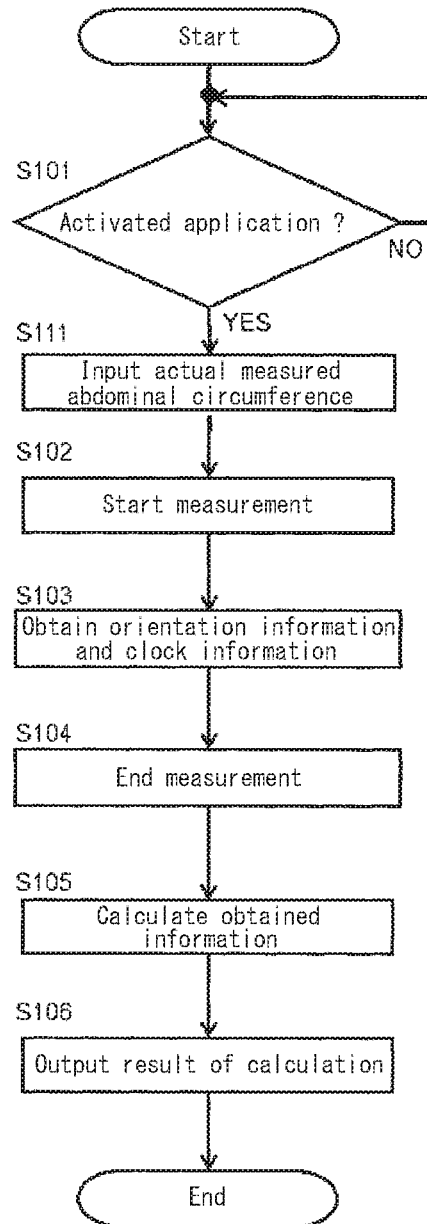 Start
S101
Activated application ?
NO
YES
S111
Input actual measured
abdominal circumference
S102
Start measurement
S103
Obtain orientation information
and clock information
S104
End measurement
S105
Calculate obtained
information
S106
Output result of calculation
End